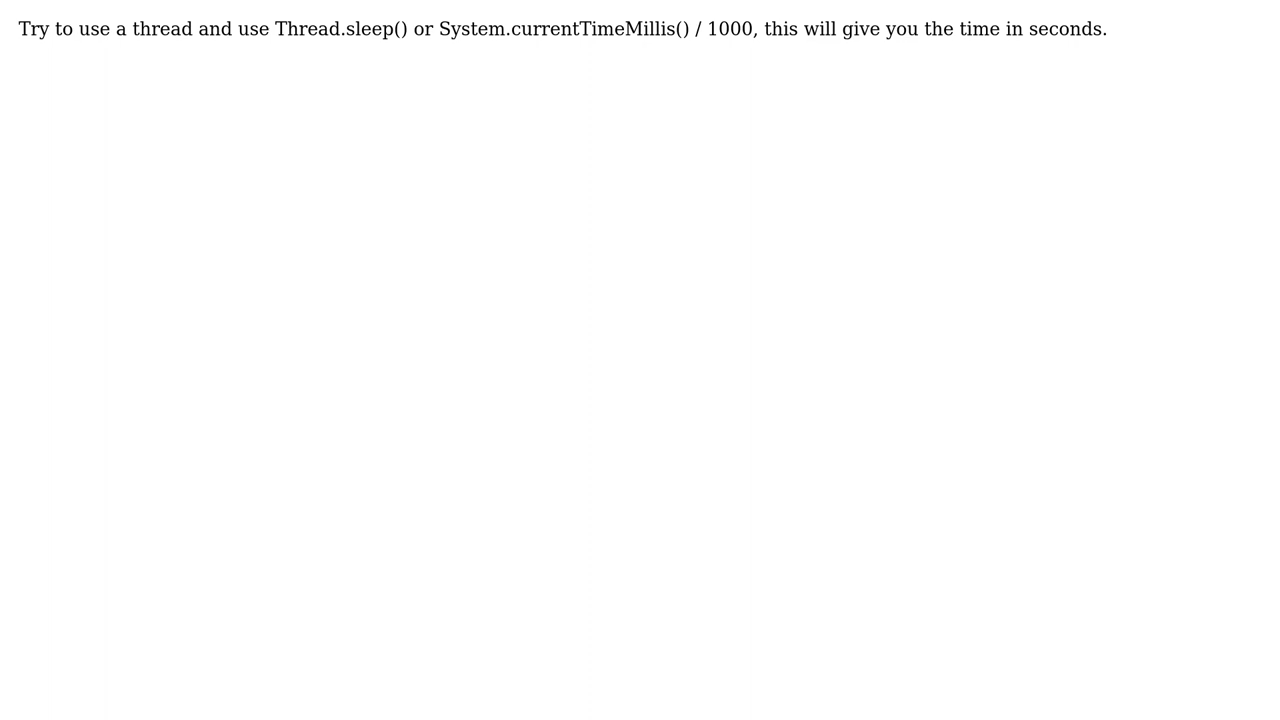 Try to use a thread and use Thread.sleep() or System.currentTimeMillis() / 1000, this will give you the time in seconds.